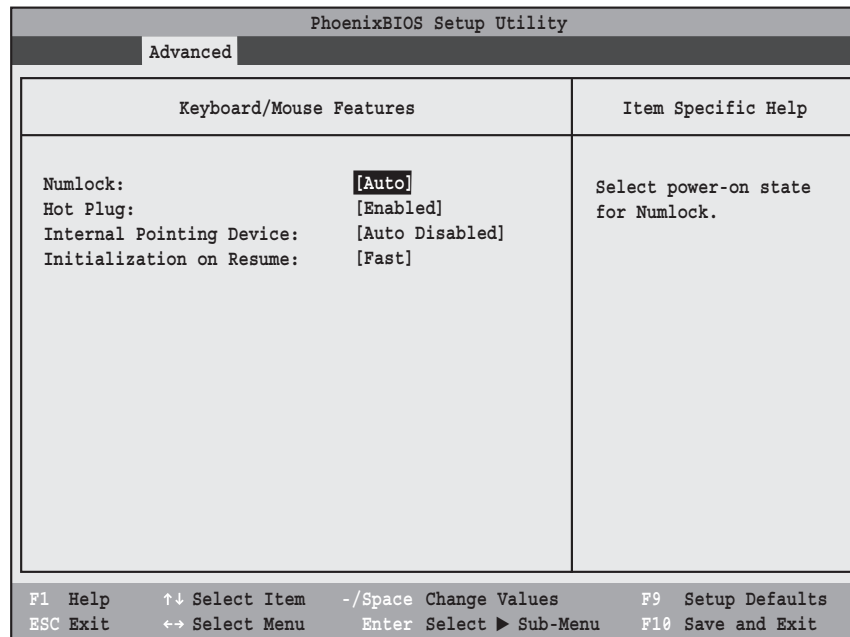 PhoenixBIOS Setup Utility
Advanced
Keyboard/Mouse Features
Item Specific Help
Numlock: [Auto]
Hot Plug: [Enabled]
Internal Pointing Device: [Auto Disabled]
Initialization on Resume: [Fast]
Select power-on state
for Numlock.
F1 Help ↑↓ Select Item -/Space Change Values F9 Setup Defaults
ESC Exit ←→ Select Menu Enter Select ▶ Sub-Menu F10 Save and Exit